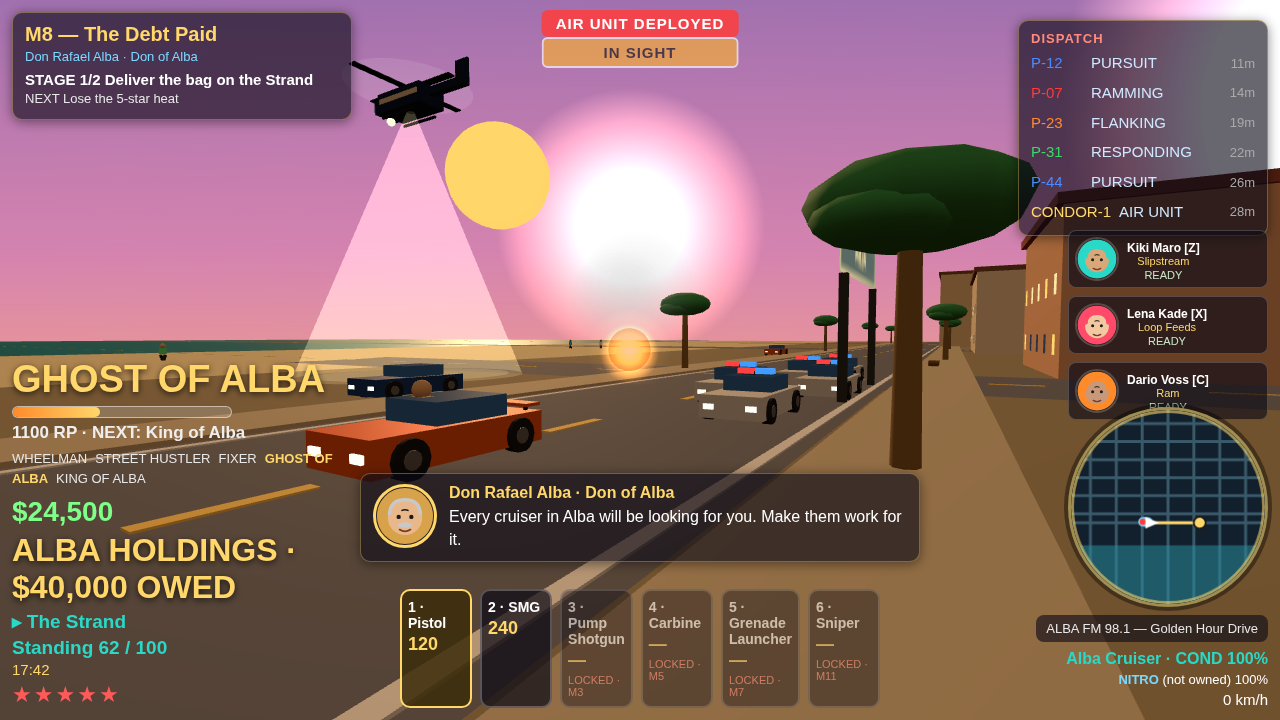 M8 — The Debt Paid
Don Rafael Alba · Don of Alba
STAGE 1/2 Deliver the bag on the Strand
NEXT Lose the 5-star heat
AIR UNIT DEPLOYED
IN SIGHT
DISPATCH
P-12 PURSUIT 11m
P-07 RAMMING 14m
P-23 FLANKING 19m
P-31 RESPONDING 22m
P-44 PURSUIT 26m
CONDOR-1 AIR UNIT 28m
Kiki Maro [Z]
Slipstream
READY
Lena Kade [X]
Loop Feeds
READY
Dario Voss [C]
Ram
READY
GHOST OF ALBA
1100 RP · NEXT: King of Alba
WHEELMAN STREET HUSTLER FIXER GHOST OF
ALBA KING OF ALBA
$24,500
ALBA HOLDINGS ·
$40,000 OWED
▸ The Strand
Standing 62 / 100
17:42
★★★★★
Don Rafael Alba · Don of Alba
Every cruiser in Alba will be looking for you. Make them work for
it.
1 ·
Pistol
120
2 · SMG
240
3 ·
Pump
Shotgun
—
LOCKED ·
M3
4 ·
Carbine
—
LOCKED ·
M5
5 ·
Grenade
Launcher
—
LOCKED ·
M7
6 ·
Sniper
—
LOCKED ·
M11
ALBA FM 98.1 — Golden Hour Drive
Alba Cruiser · COND 100%
NITRO (not owned) 100%
0 km/h